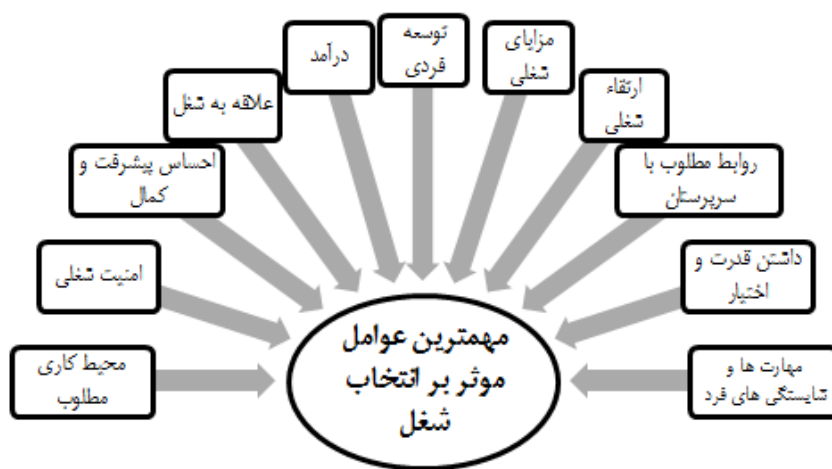 توسعه
فردی
مزایای
شغلی
درآمد
ارتقاء
شغلی
علاقه به شغل
روابط مطلوب با
سرپرستان
احساس پیشرفت و
کمال
داشتن قدرت و
اختیار
امنیت شغلی
مهمترین عوامل
موثر بر انتخاب
شغل
محیط کاری
مطلوب
مهارت ها و
شایستگی های فرد